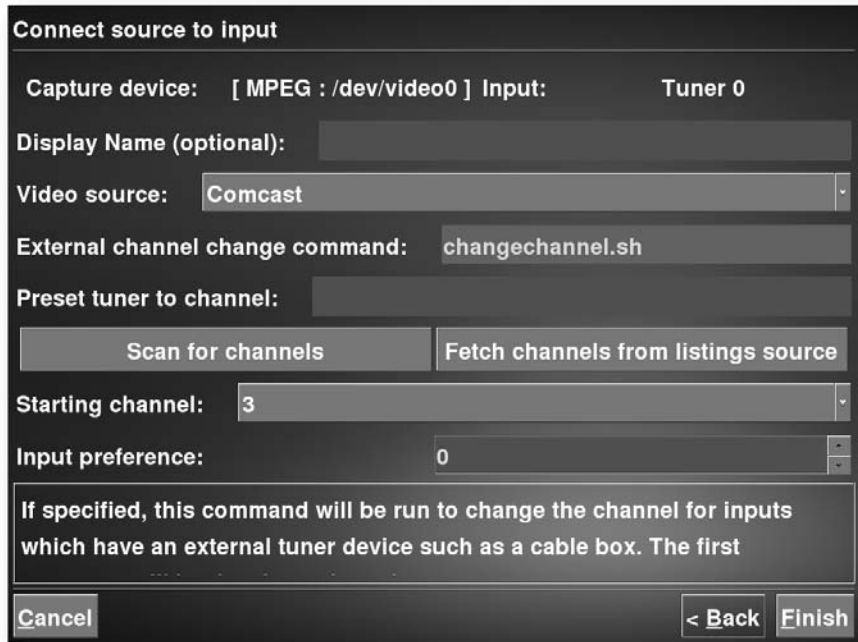 Connect source to input
Capture device: [ MPEG : /dev/video0 ] Input: Tuner 0
Display Name (optional):
Video source: Comcast
External channel change command: changechannel.sh
Preset tuner to channel:
Scan for channels Fetch channels from listings source
Starting channel: 3
Input preference: 0
If specified, this command will be run to change the channel for inputs
which have an external tuner device such as a cable box. The first
Cancel < Back Finish